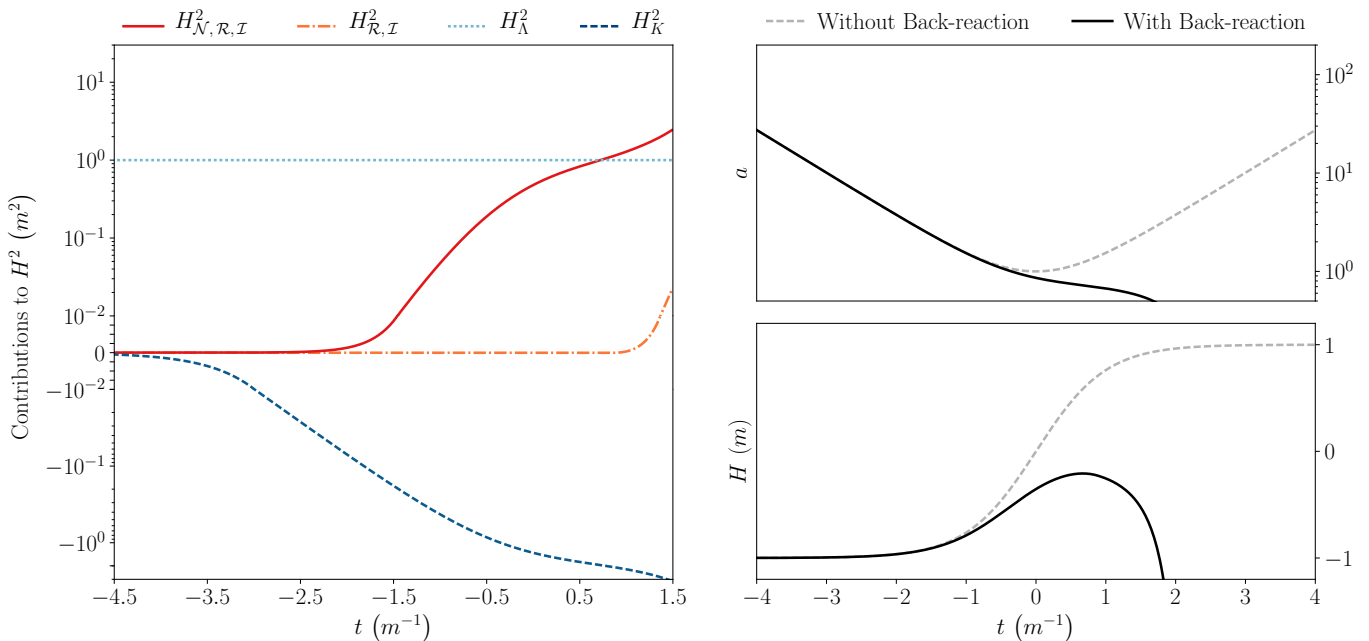 $H^2_{\mathcal{N},\mathcal{R},\mathcal{I}}$ $H^2_{\mathcal{R},\mathcal{I}}$ $H^2_{\Lambda}$ $H^2_K$
Contributions to $H^2$ $(m^2)$
$10^1$
$10^0$
$10^{-1}$
$10^{-2}$
0
$-10^{-2}$
$-10^{-1}$
$-10^0$
−4.5 −3.5 −2.5 −1.5 −0.5 0.5 1.5
$t$ $(m^{-1})$
Without Back-reaction With Back-reaction
$a$
$10^2$
$10^1$
$10^0$
$H$ $(m)$
1
0
−1
−4 −3 −2 −1 0 1 2 3 4
$t$ $(m^{-1})$